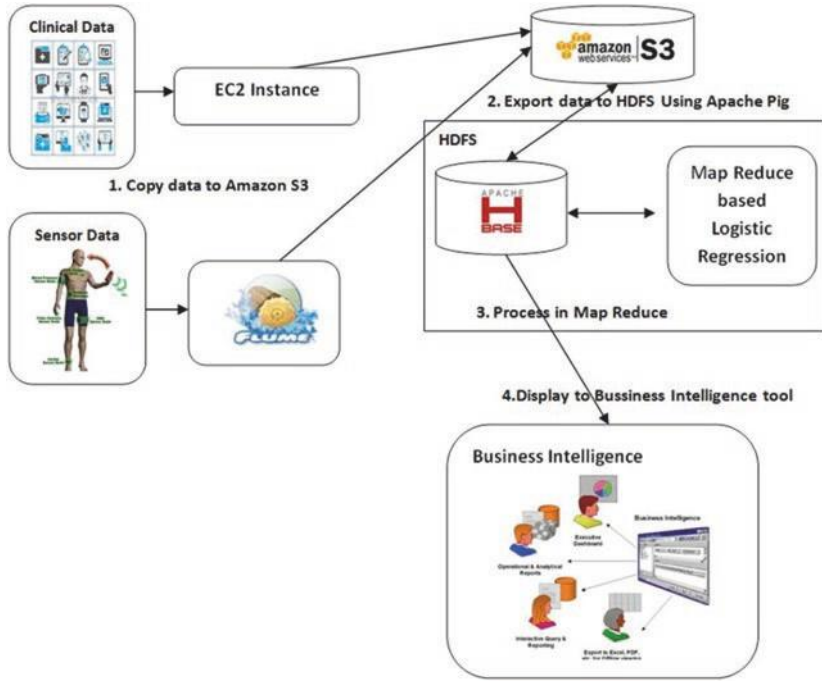 Clinical Data
EC2 Instance
amazon
web services™
S3
2. Export data to HDFS Using Apache Pig
HDFS
APACHE
H
BASE
Map Reduce
based
Logistic
Regression
1. Copy data to Amazon S3
Sensor Data
FLUME
3. Process in Map Reduce
4.Display to Bussiness Intelligence tool
Business Intelligence
Business Intelligence
Executive
Dashboard
Operational & Analytical
Reports
Interactive Query &
Reporting
Export to Excel, PDF,